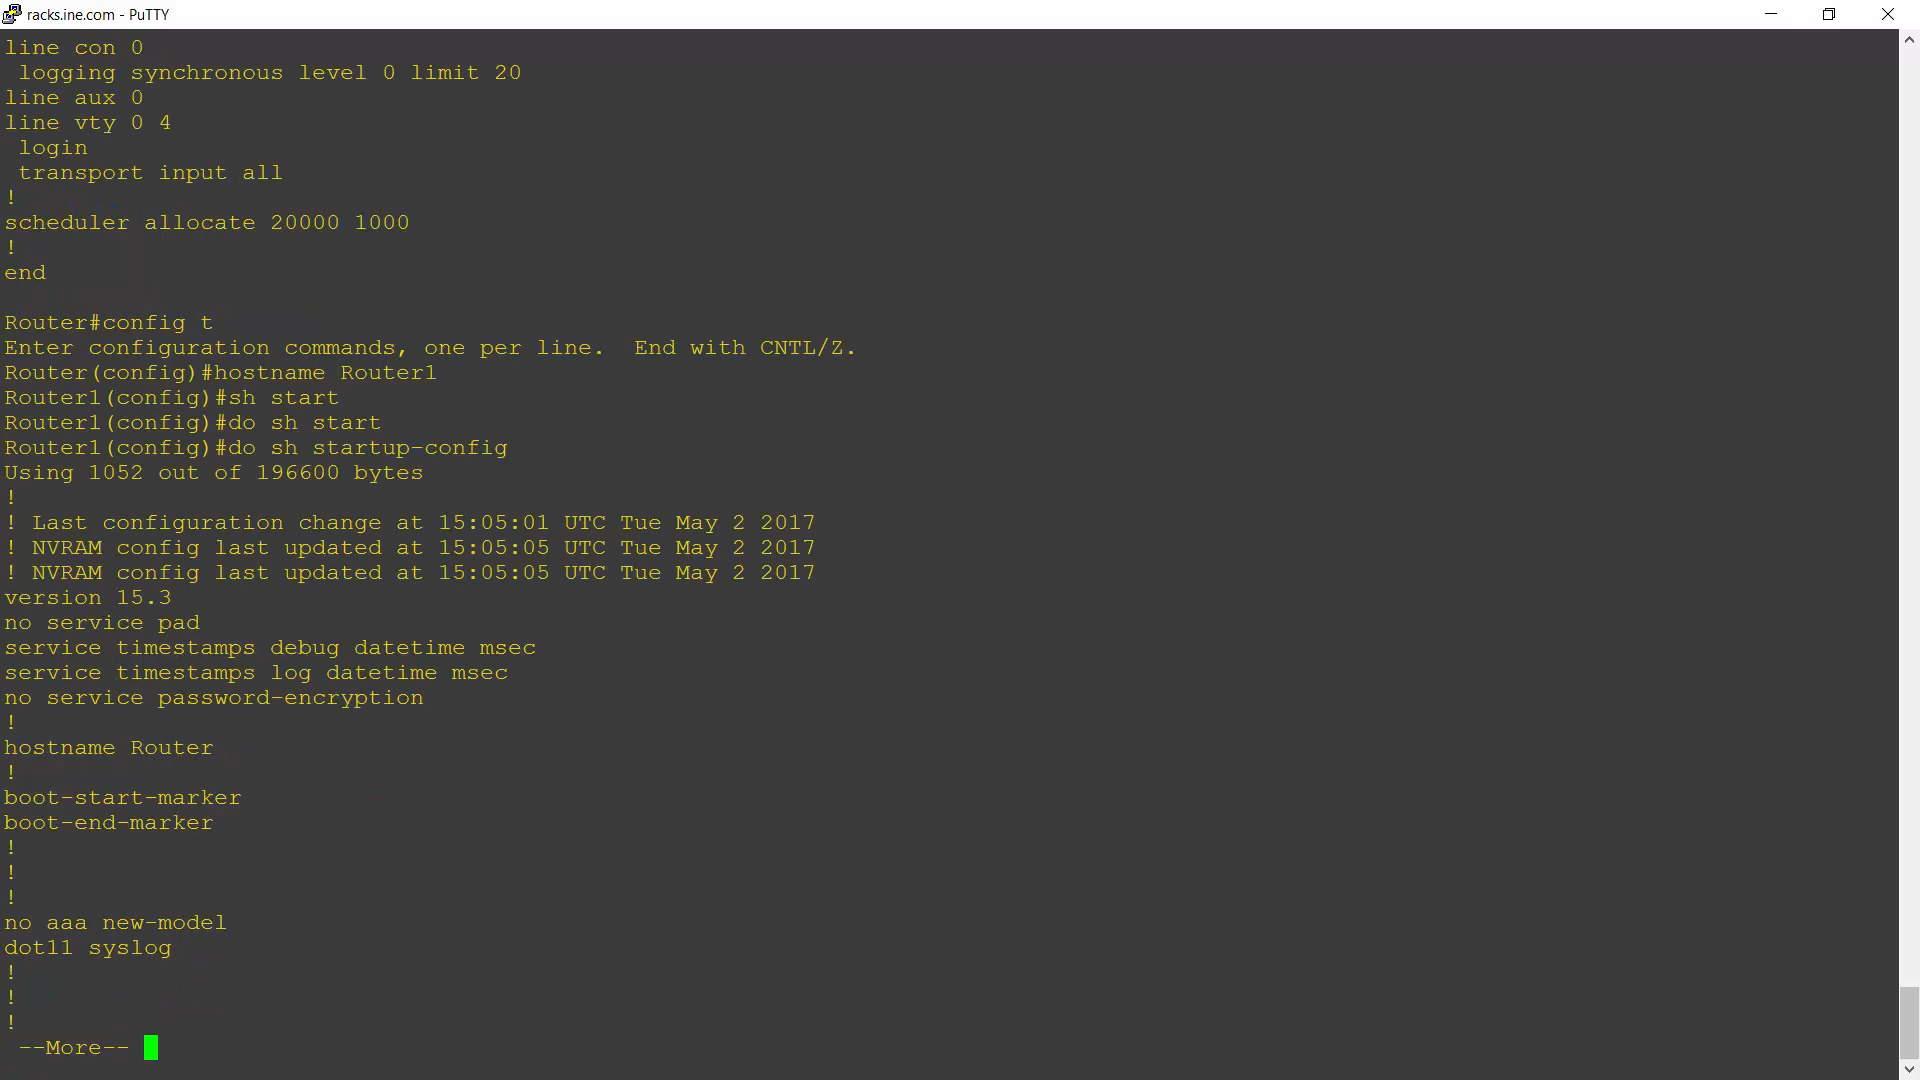 racks.ine.com - PuTTY
line con 0
 logging synchronous level 0 limit 20
line aux 0
line vty 0 4
 login
 transport input all
!
scheduler allocate 20000 1000
!
end

Router#config t
Enter configuration commands, one per line.  End with CNTL/Z.
Router(config)#hostname Router1
Router1(config)#sh start
Router1(config)#do sh start
Router1(config)#do sh startup-config
Using 1052 out of 196600 bytes
!
! Last configuration change at 15:05:01 UTC Tue May 2 2017
! NVRAM config last updated at 15:05:05 UTC Tue May 2 2017
! NVRAM config last updated at 15:05:05 UTC Tue May 2 2017
version 15.3
no service pad
service timestamps debug datetime msec
service timestamps log datetime msec
no service password-encryption
!
hostname Router
!
boot-start-marker
boot-end-marker
!
!
!
no aaa new-model
dot11 syslog
!
!
!
 --More--